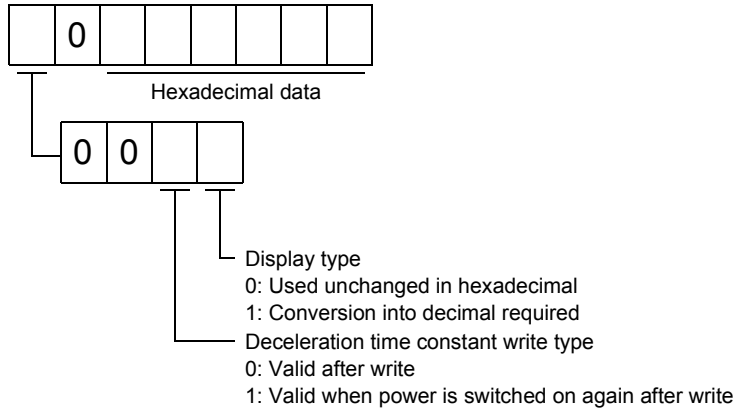 0
Hexadecimal data
0 0
Display type
0: Used unchanged in hexadecimal
1: Conversion into decimal required
Deceleration time constant write type
0: Valid after write
1: Valid when power is switched on again after write